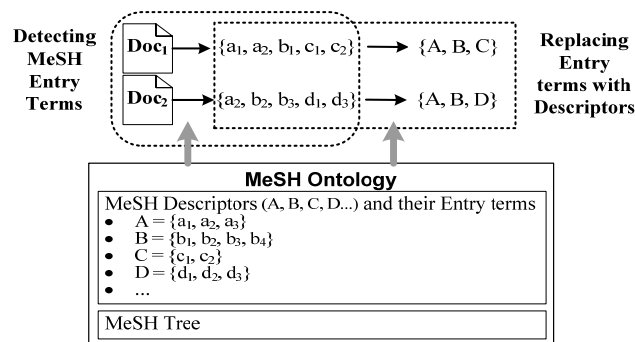 Detecting
MeSH
Entry
Terms
Doc₁
{a₁, a₂, b₁, c₁, c₂}
{A, B, C}
Doc₂
{a₂, b₂, b₃, d₁, d₃}
{A, B, D}
Replacing
Entry
terms with
Descriptors
MeSH Ontology
MeSH Descriptors (A, B, C, D...) and their Entry terms
• A = {a₁, a₂, a₃}
• B = {b₁, b₂, b₃, b₄}
• C = {c₁, c₂}
• D = {d₁, d₂, d₃}
• ...
MeSH Tree